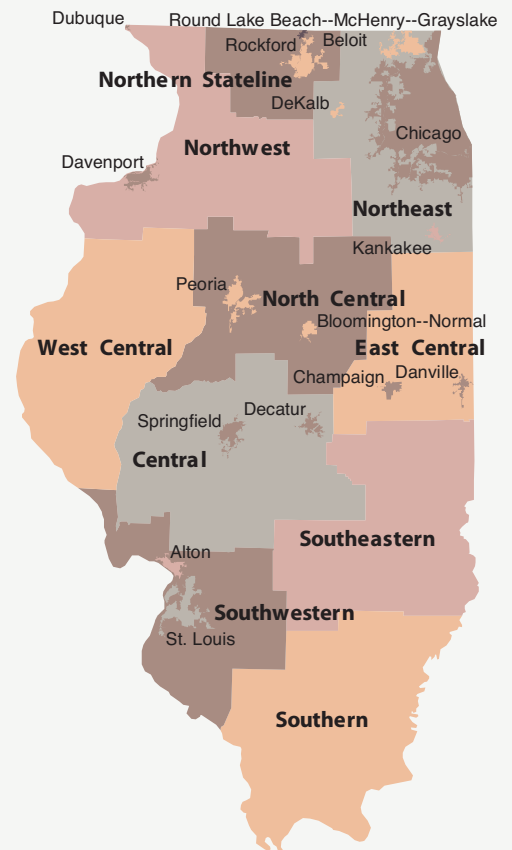 Dubuque
Round Lake Beach--McHenry--Grayslake
Rockford
Beloit
Northern Stateline
DeKalb
Chicago
Northwest
Davenport
Northeast
Kankakee
Peoria
North Central
Bloomington--Normal
West Central
East Central
Champaign
Danville
Decatur
Springfield
Central
Southeastern
Alton
Southwestern
St. Louis
Southern